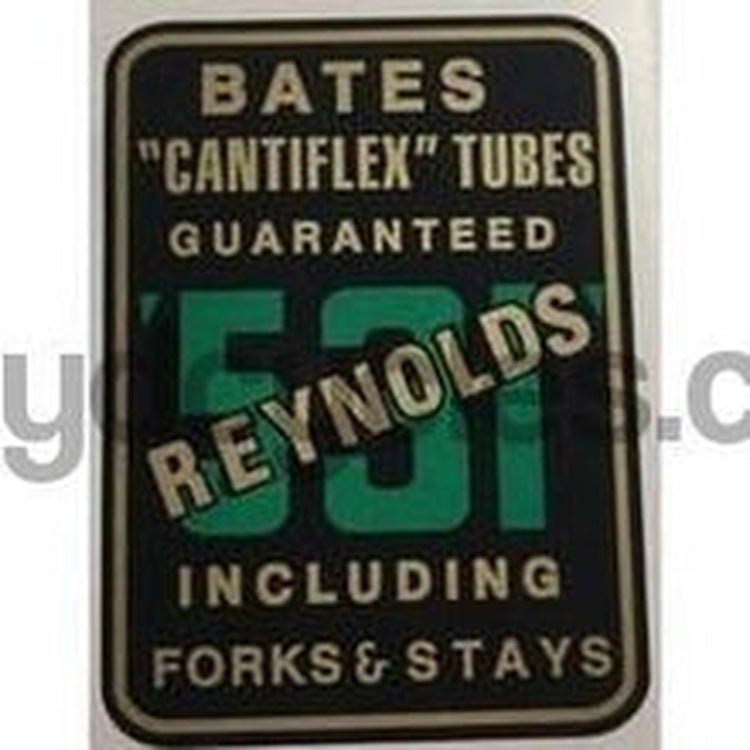 BATES
"CANTIFLEX" TUBES
GUARANTEED
'531'
REYNOLDS
INCLUDING
FORKS & STAYS